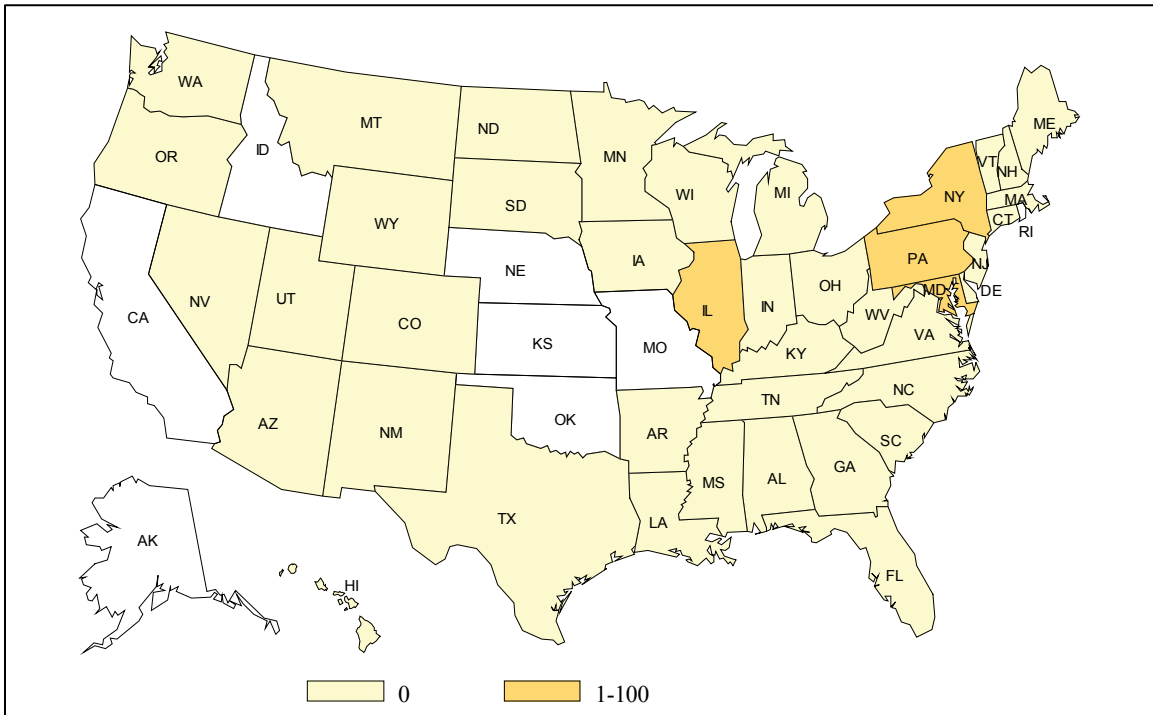 WA
MT
ND
MN
ME
OR
ID
WY
SD
WI
MI
VT
NH
NY
MA
CT
RI
NE
IA
PA
NJ
NV
UT
CO
IL
IN
OH
MD
DE
CA
KS
MO
WV
VA
KY
AZ
NM
OK
AR
TN
NC
SC
MS
AL
GA
TX
LA
AK
FL
HI
0
1-100